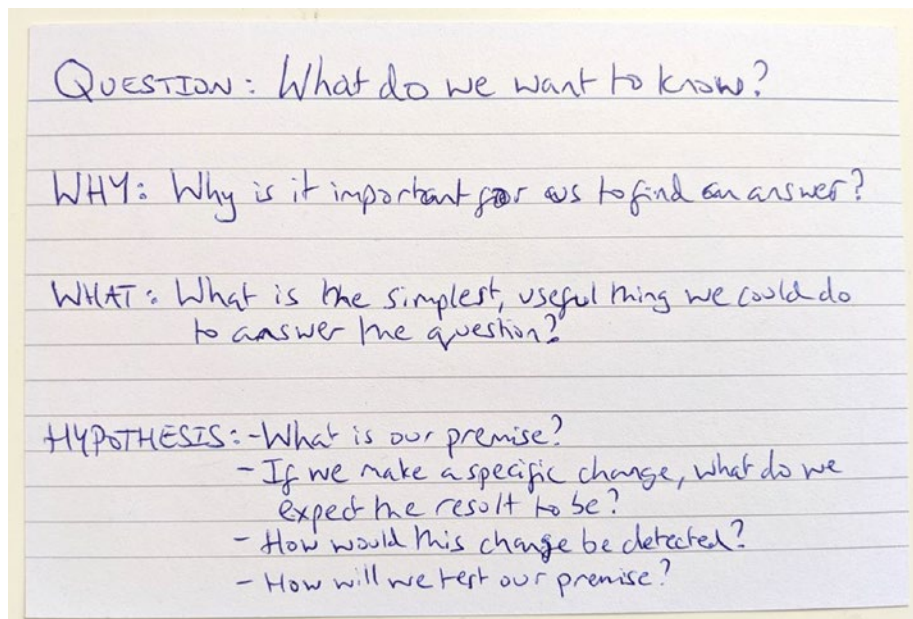 QUESTION: What do we want to know?
WHY: Why is it important for us to find an answer?
WHAT: What is the simplest, useful thing we could do
to answer the question?
HYPOTHESIS: - What is our premise?
- If we make a specific change, what do we
expect the result to be?
- How would this change be detected?
- How will we test our premise?